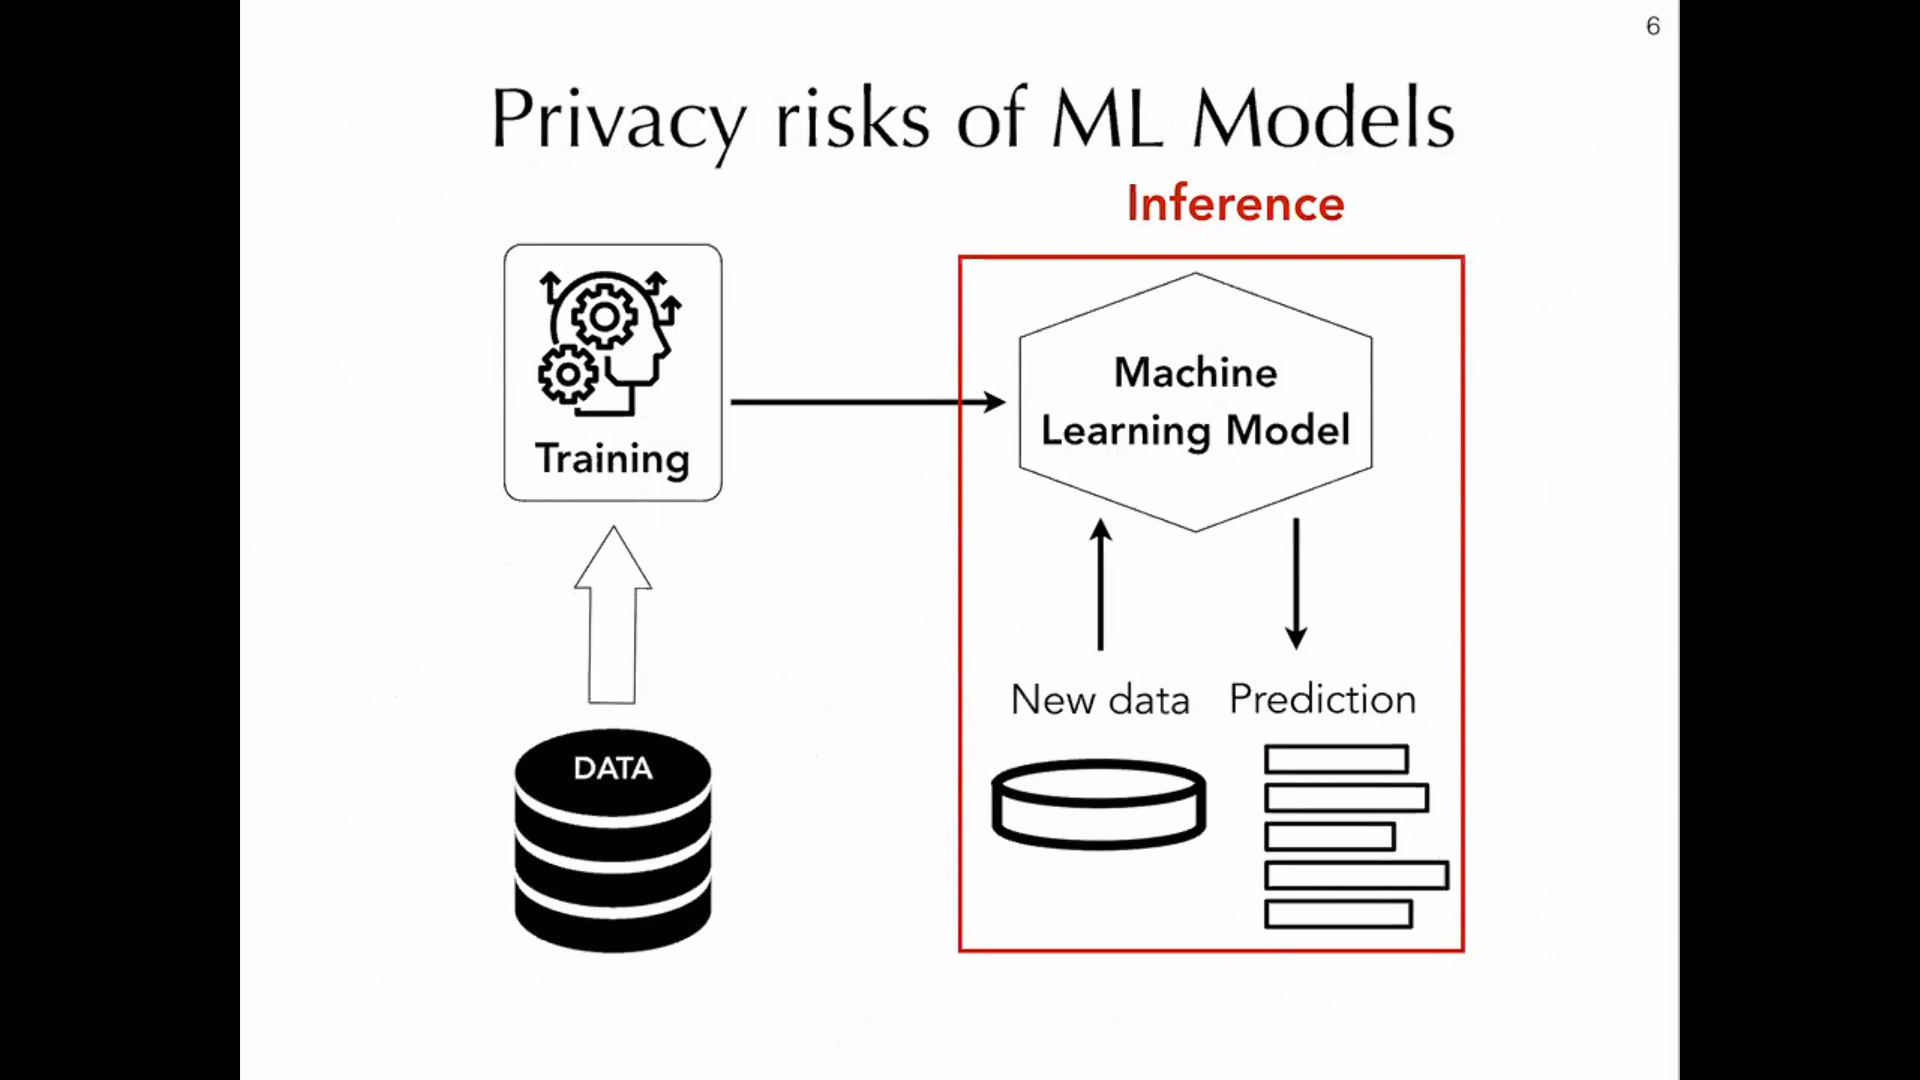 6
Privacy risks of ML Models
Inference
Training
Machine
Learning Model
New data
Prediction
DATA